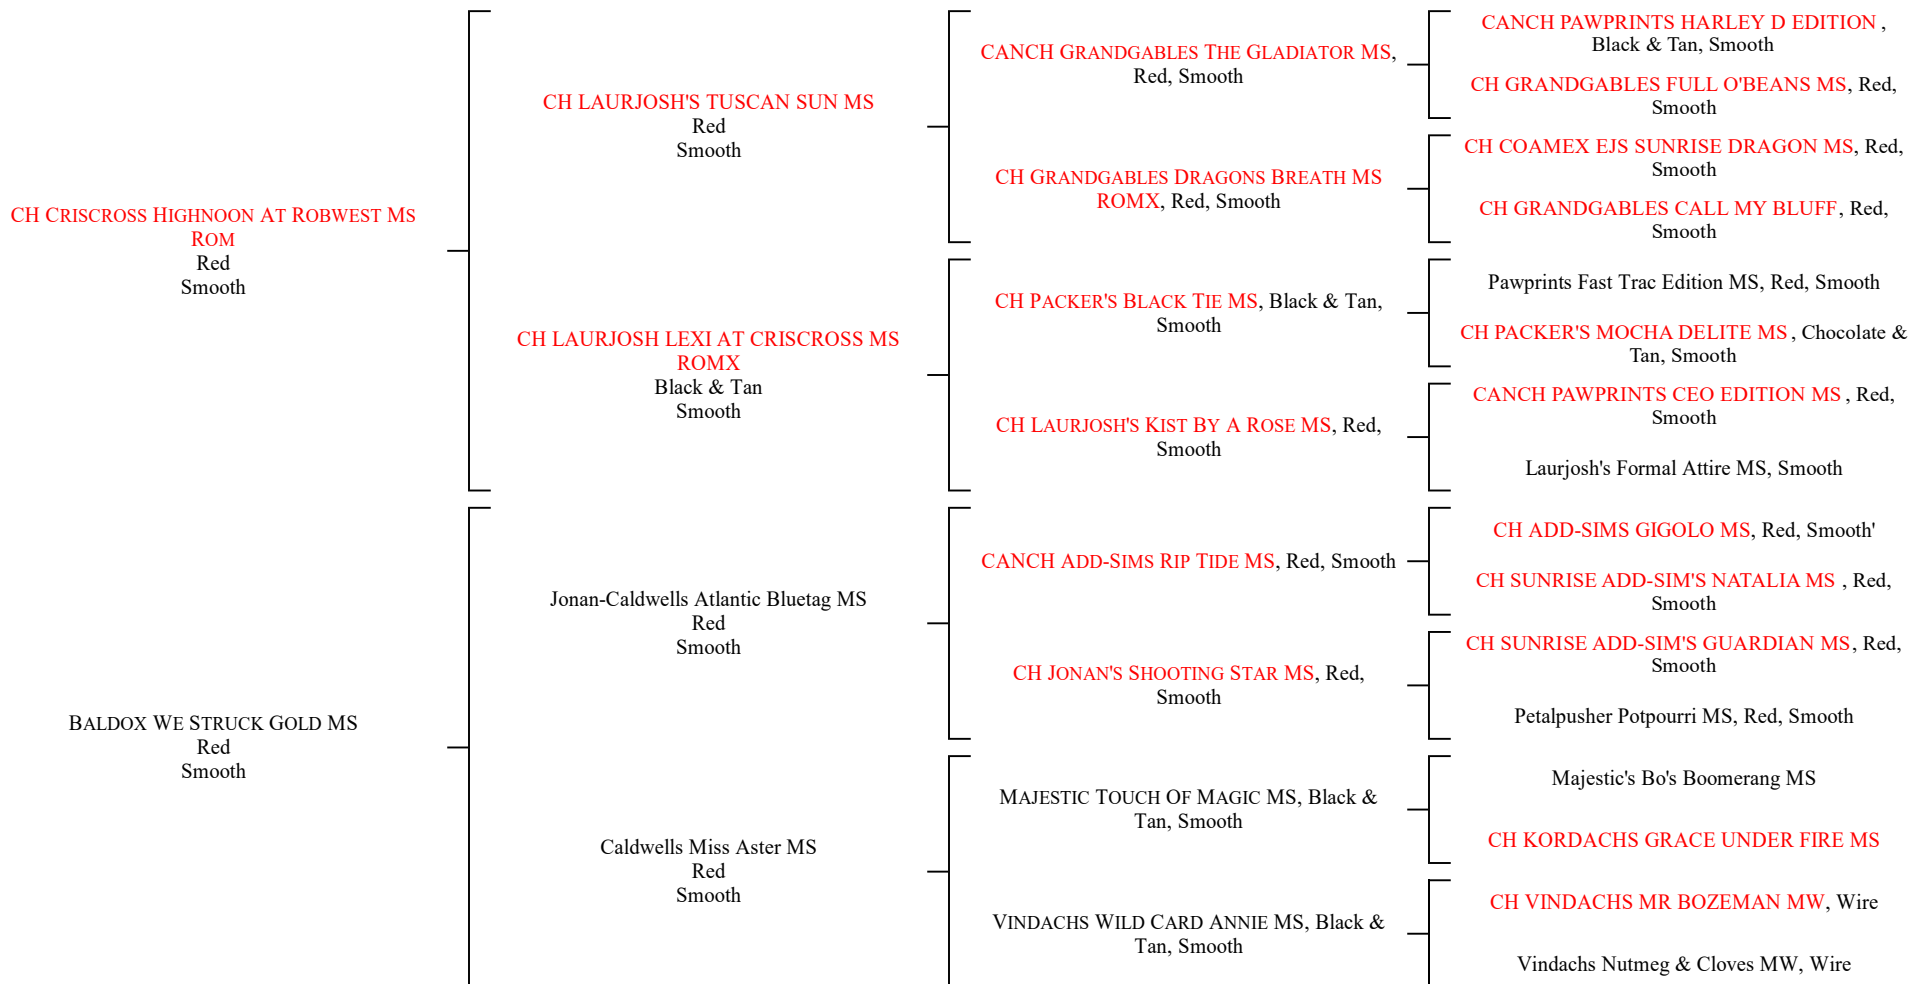 CH CRISCROSS HIGHNOON AT ROBWEST MS
ROM
Red
Smooth
BALDOX WE STRUCK GOLD MS
Red
Smooth
CH LAURJOSH'S TUSCAN SUN MS
Red
Smooth
CH LAURJOSH LEXI AT CRISCROSS MS
ROMX
Black & Tan
Smooth
Jonan-Caldwells Atlantic Bluetag MS
Red
Smooth
Caldwells Miss Aster MS
Red
Smooth
CANCH GRANDGABLES THE GLADIATOR MS,
Red, Smooth
CH GRANDGABLES DRAGONS BREATH MS
ROMX, Red, Smooth
CH PACKER'S BLACK TIE MS, Black & Tan,
Smooth
CH LAURJOSH'S KIST BY A ROSE MS, Red,
Smooth
CANCH ADD-SIMS RIP TIDE MS, Red, Smooth
CH JONAN'S SHOOTING STAR MS, Red,
Smooth
MAJESTIC TOUCH OF MAGIC MS, Black &
Tan, Smooth
VINDACHS WILD CARD ANNIE MS, Black &
Tan, Smooth
CANCH PAWPRINTS HARLEY D EDITION ,
Black & Tan, Smooth
CH GRANDGABLES FULL O'BEANS MS, Red,
Smooth
CH COAMEX EJS SUNRISE DRAGON MS, Red,
Smooth
CH GRANDGABLES CALL MY BLUFF, Red,
Smooth
Pawprints Fast Trac Edition MS, Red, Smooth
CH PACKER'S MOCHA DELITE MS , Chocolate &
Tan, Smooth
CANCH PAWPRINTS CEO EDITION MS , Red,
Smooth
Laurjosh's Formal Attire MS, Smooth
CH ADD-SIMS GIGOLO MS, Red, Smooth'
CH SUNRISE ADD-SIM'S NATALIA MS , Red,
Smooth
CH SUNRISE ADD-SIM'S GUARDIAN MS, Red,
Smooth
Petalpusher Potpourri MS, Red, Smooth
Majestic's Bo's Boomerang MS
CH KORDACHS GRACE UNDER FIRE MS
CH VINDACHS MR BOZEMAN MW, Wire
Vindachs Nutmeg & Cloves MW, Wire